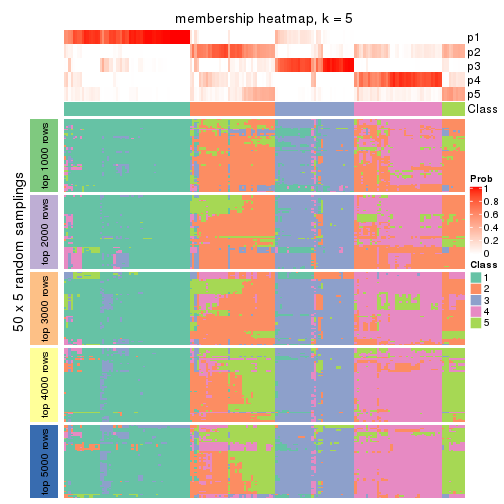 membership heatmap, k = 5
p1
p2
p3
p4
p5
Class
50 x 5 random samplings
top 1000 rows
top 2000 rows
top 3000 rows
top 4000 rows
top 5000 rows
Prob
1
0.8
0.6
0.4
0.2
0
Class
1
2
3
4
5